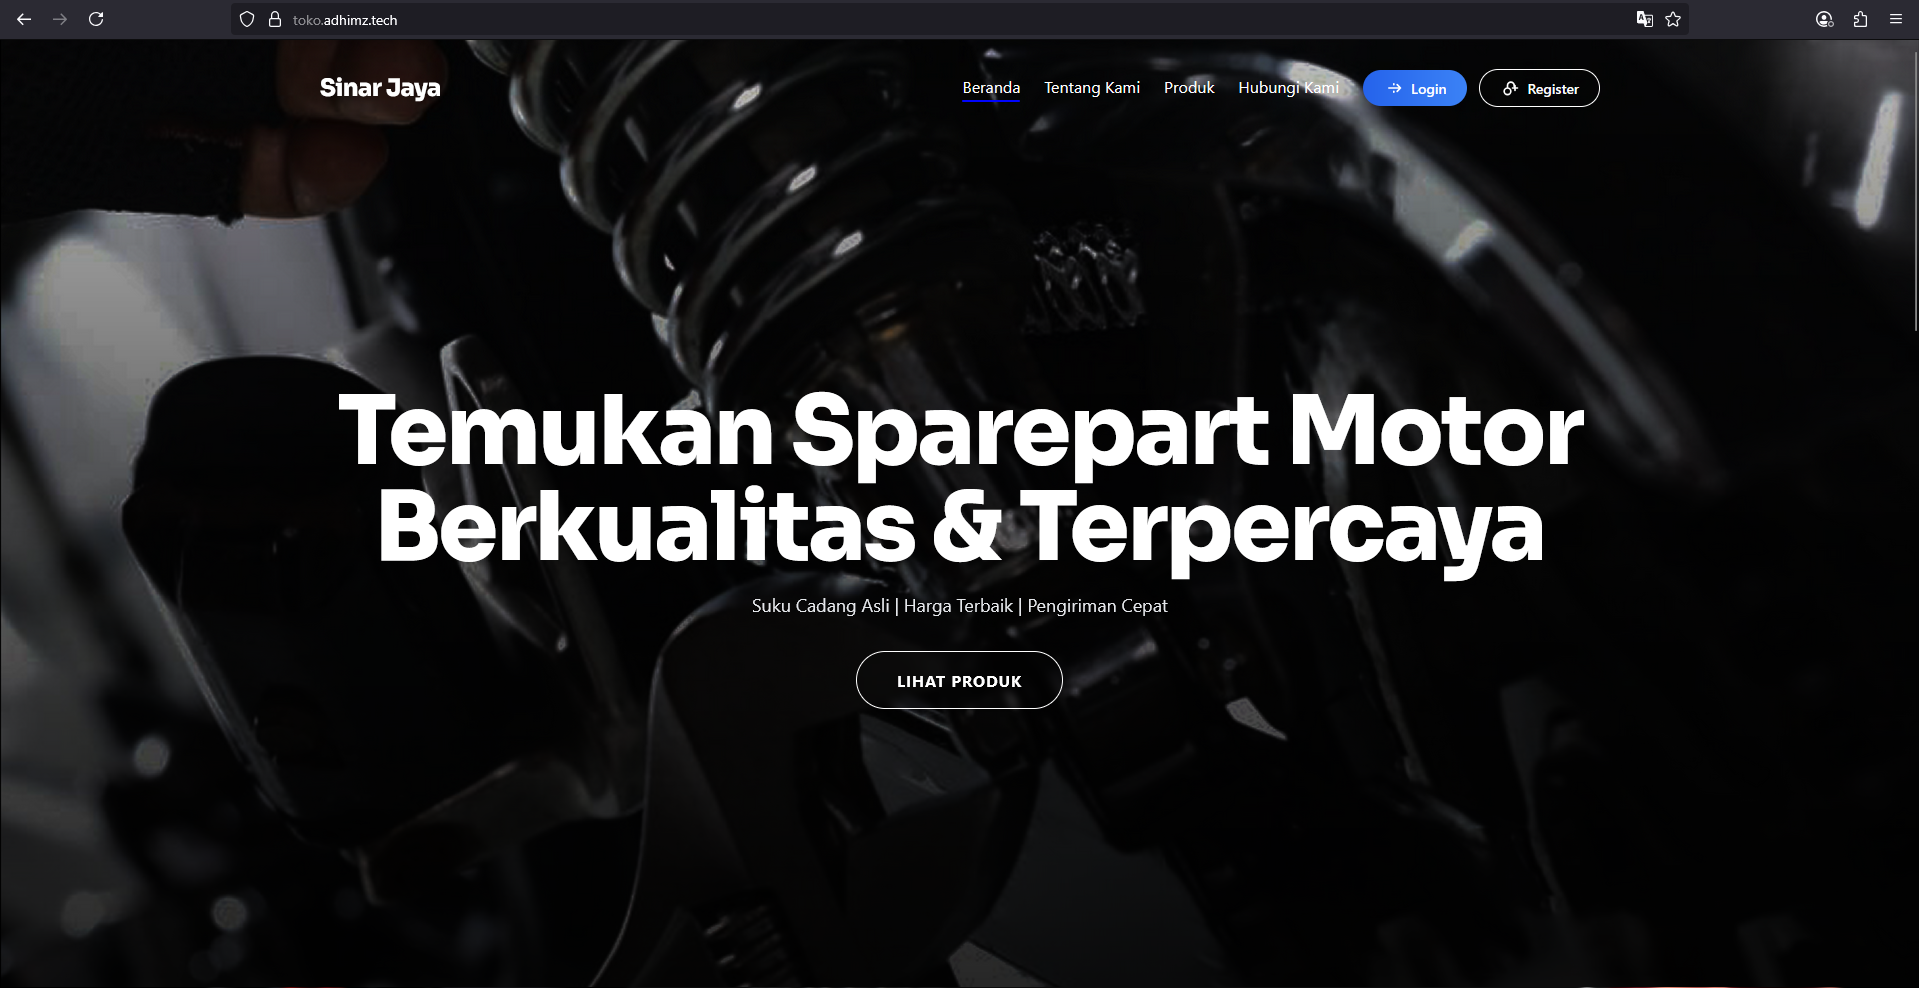 toko.adhimz.tech
Sinar Jaya
Beranda
Tentang Kami
Produk
Hubungi Kami
Login
Register
Temukan Sparepart Motor
Berkualitas & Terpercaya
Suku Cadang Asli | Harga Terbaik | Pengiriman Cepat
LIHAT PRODUK